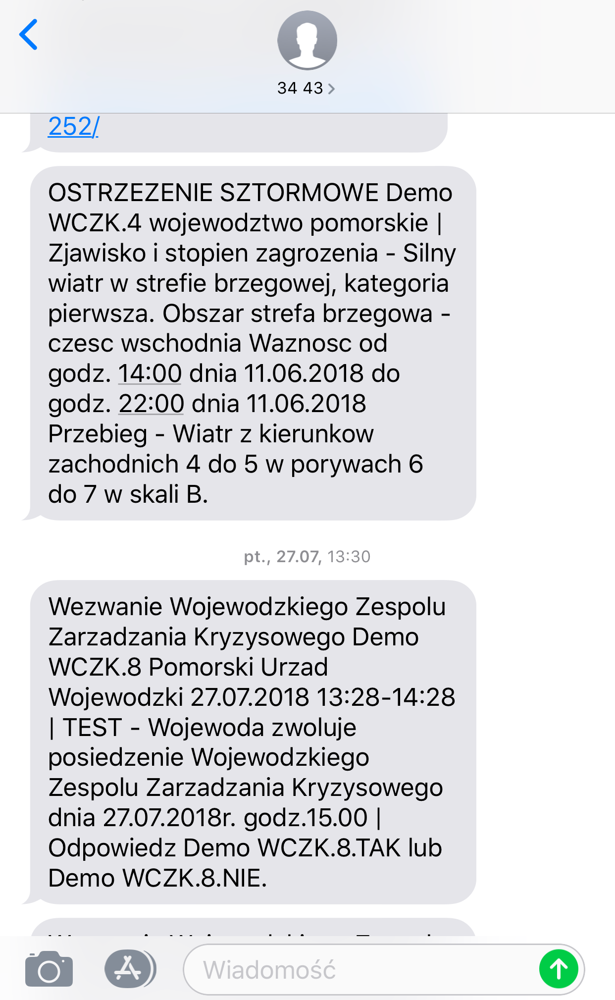 34 43
252/
OSTRZEZENIE SZTORMOWE Demo
WCZK.4 wojewodztwo pomorskie |
Zjawisko i stopien zagrozenia - Silny
wiatr w strefie brzegowej, kategoria
pierwsza. Obszar strefa brzegowa -
czesc wschodnia Waznosc od
godz. 14:00 dnia 11.06.2018 do
godz. 22:00 dnia 11.06.2018
Przebieg - Wiatr z kierunkow
zachodnich 4 do 5 w porywach 6
do 7 w skali B.
pt., 27.07, 13:30
Wezwanie Wojewodzkiego Zespolu
Zarzadzania Kryzysowego Demo
WCZK.8 Pomorski Urzad
Wojewodzki 27.07.2018 13:28-14:28
| TEST - Wojewoda zwoluje
posiedzenie Wojewodzkiego
Zespolu Zarzadzania Kryzysowego
dnia 27.07.2018r. godz.15.00 |
Odpowiedz Demo WCZK.8.TAK lub
Demo WCZK.8.NIE.
Wiadomość